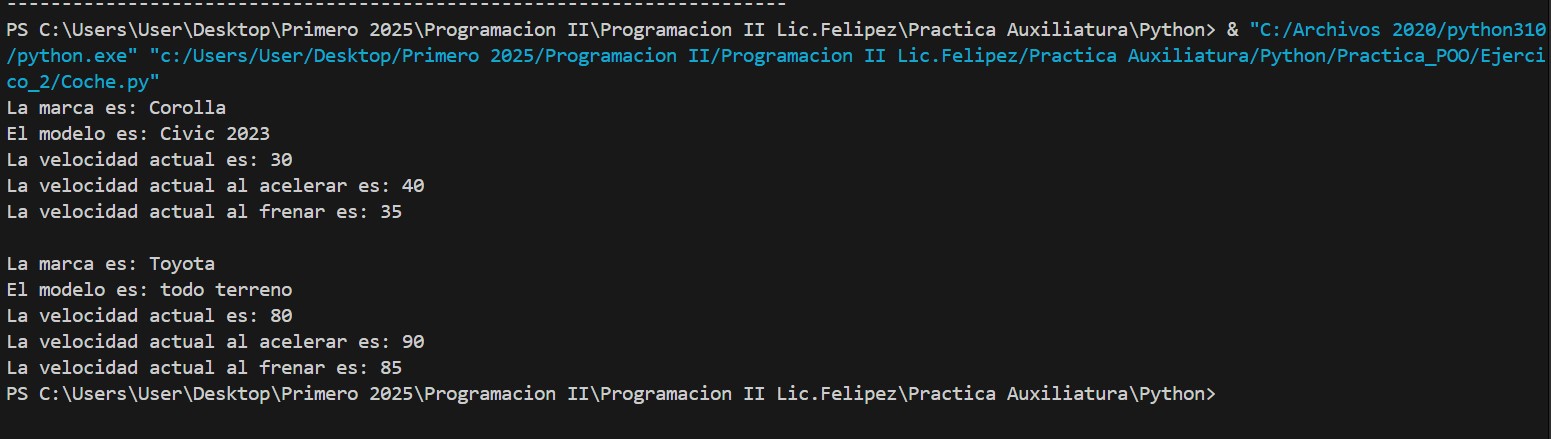 ------------------------------------------------------------------------
PS C:\Users\User\Desktop\Primero 2025\Programacion II\Programacion II Lic.Felipez\Practica Auxiliatura\Python> & "C:/Archivos 2020/python310
/python.exe" "c:/Users/User/Desktop/Primero 2025/Programacion II/Programacion II Lic.Felipez/Practica Auxiliatura/Python/Practica_POO/Ejerci
co_2/Coche.py"
La marca es: Corolla
El modelo es: Civic 2023
La velocidad actual es: 30
La velocidad actual al acelerar es: 40
La velocidad actual al frenar es: 35

La marca es: Toyota
El modelo es: todo terreno
La velocidad actual es: 80
La velocidad actual al acelerar es: 90
La velocidad actual al frenar es: 85
PS C:\Users\User\Desktop\Primero 2025\Programacion II\Programacion II Lic.Felipez\Practica Auxiliatura\Python>